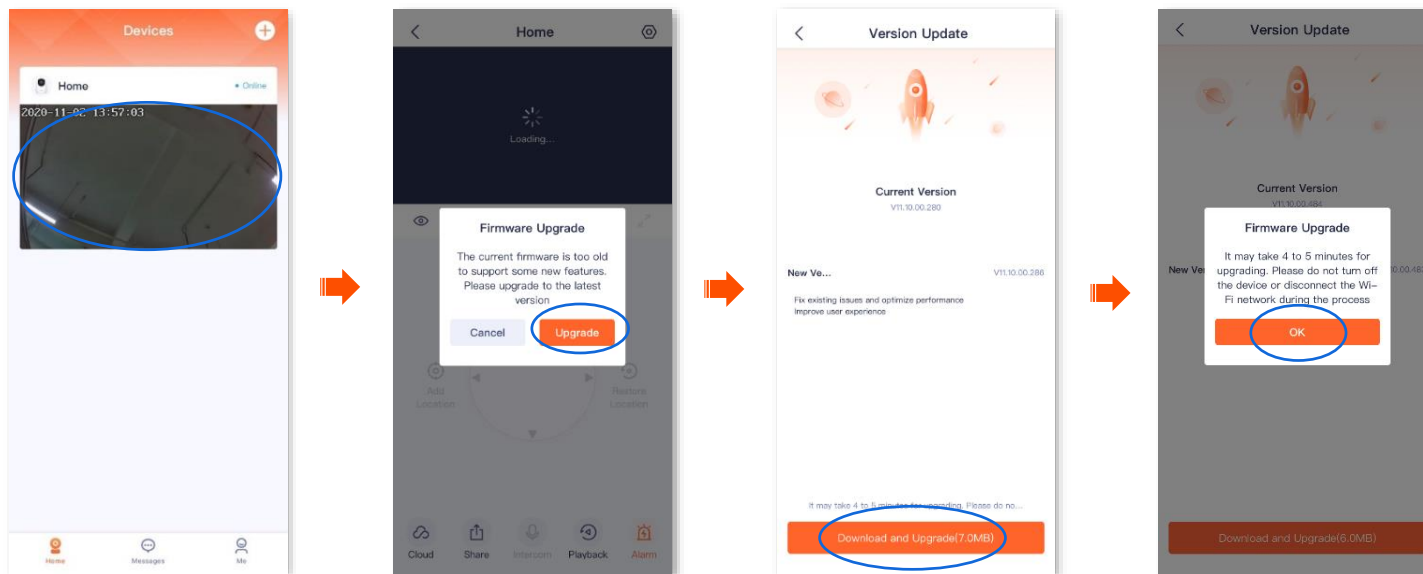 Devices
Home
Online
2020-11-02 13:57:03
Home
Messages
Me
Home
Loading...
Firmware Upgrade
The current firmware is too old
to support some new features.
Please upgrade to the latest
version
Cancel
Upgrade
Add
Location
Restore
Location
Cloud
Share
Intercom
Playback
Alarm
Version Update
Current Version
V11.10.00.280
New Ve...
V11.10.00.286
Fix existing issues and optimize performance
Improve user experience
It may take 4 to 5 minutes for upgrading. Please do no...
Download and Upgrade(7.0MB)
Version Update
Current Version
V11.10.00.484
Firmware Upgrade
It may take 4 to 5 minutes for
upgrading. Please do not turn off
the device or disconnect the Wi-
Fi network during the process
New Ve
OK
Download and Upgrade(6.0MB)